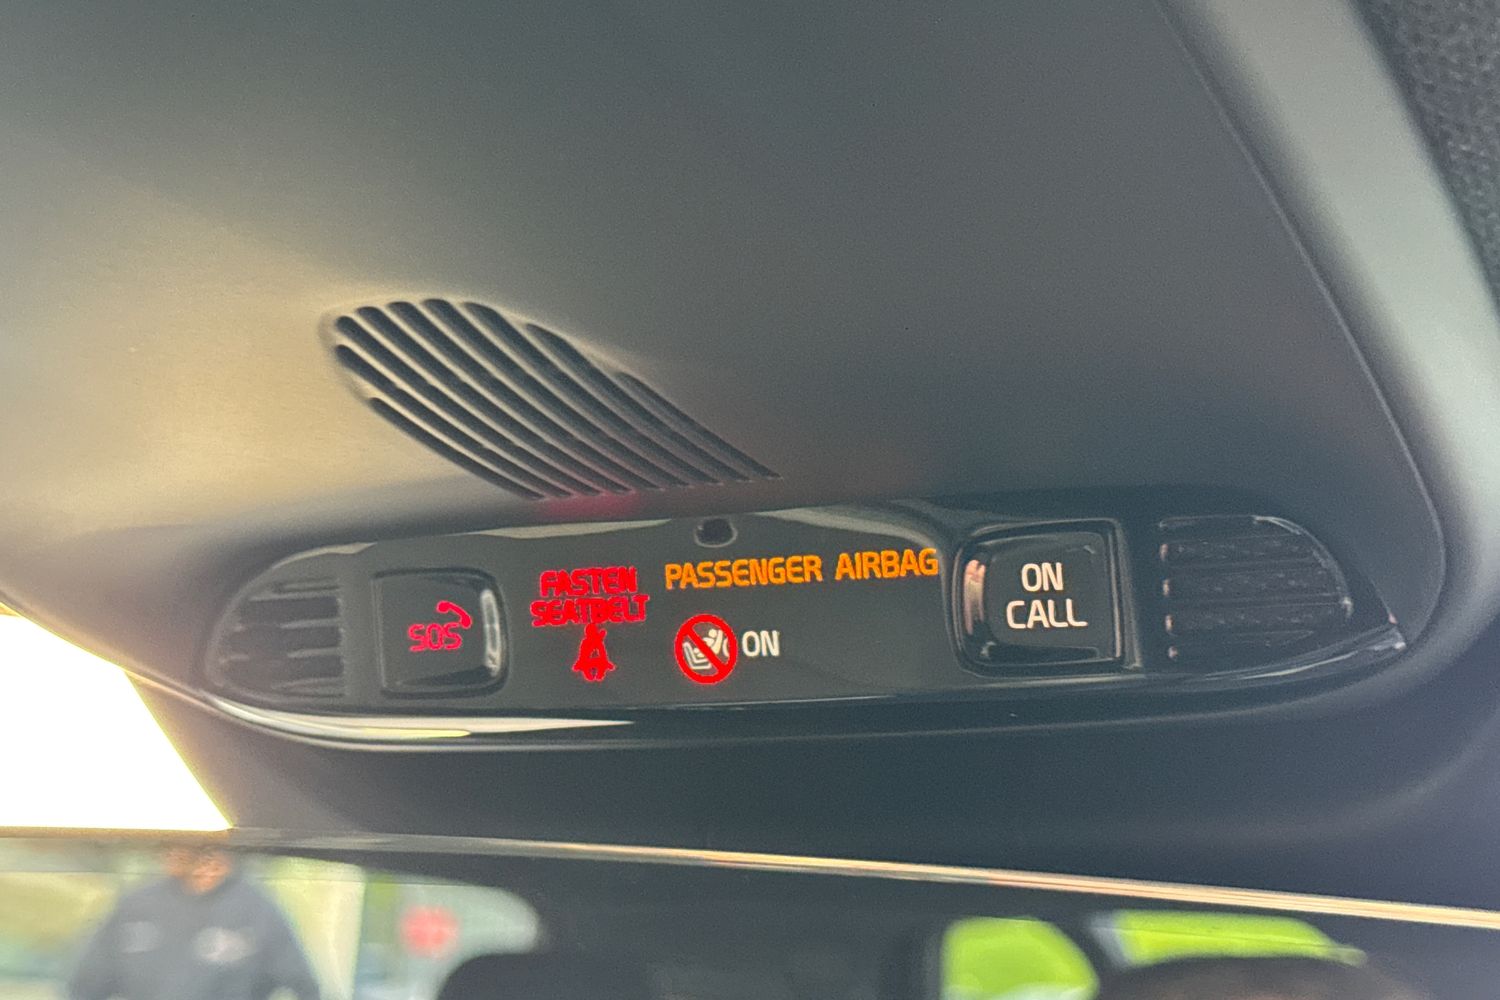 SOS
FASTEN
SEATBELT
PASSENGER AIRBAG
ON
ON
CALL